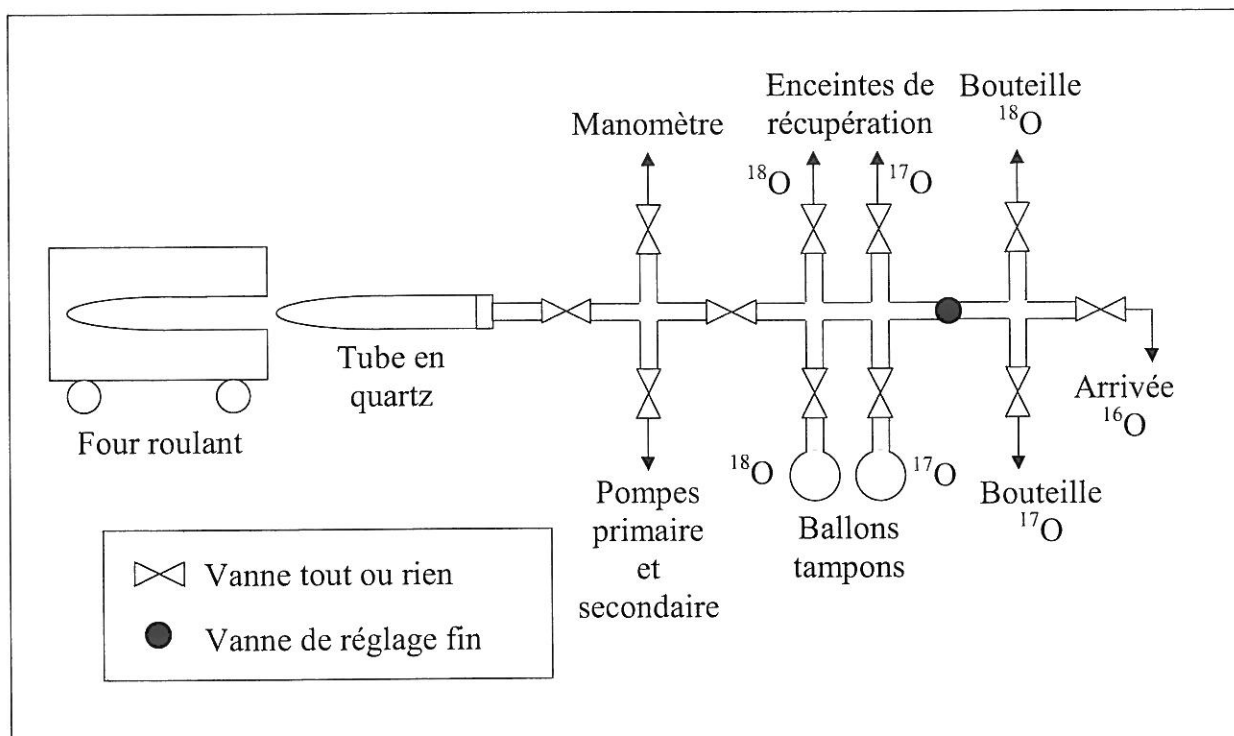 Enceintes de
récupération
Bouteille
¹⁸O
Manomètre
¹⁸O
¹⁷O
Tube en
quartz
Four roulant
Arrivée
¹⁶O
¹⁸O
¹⁷O
Pompes
primaire
et
secondaire
Ballons
tampons
Bouteille
¹⁷O
Vanne tout ou rien
Vanne de réglage fin